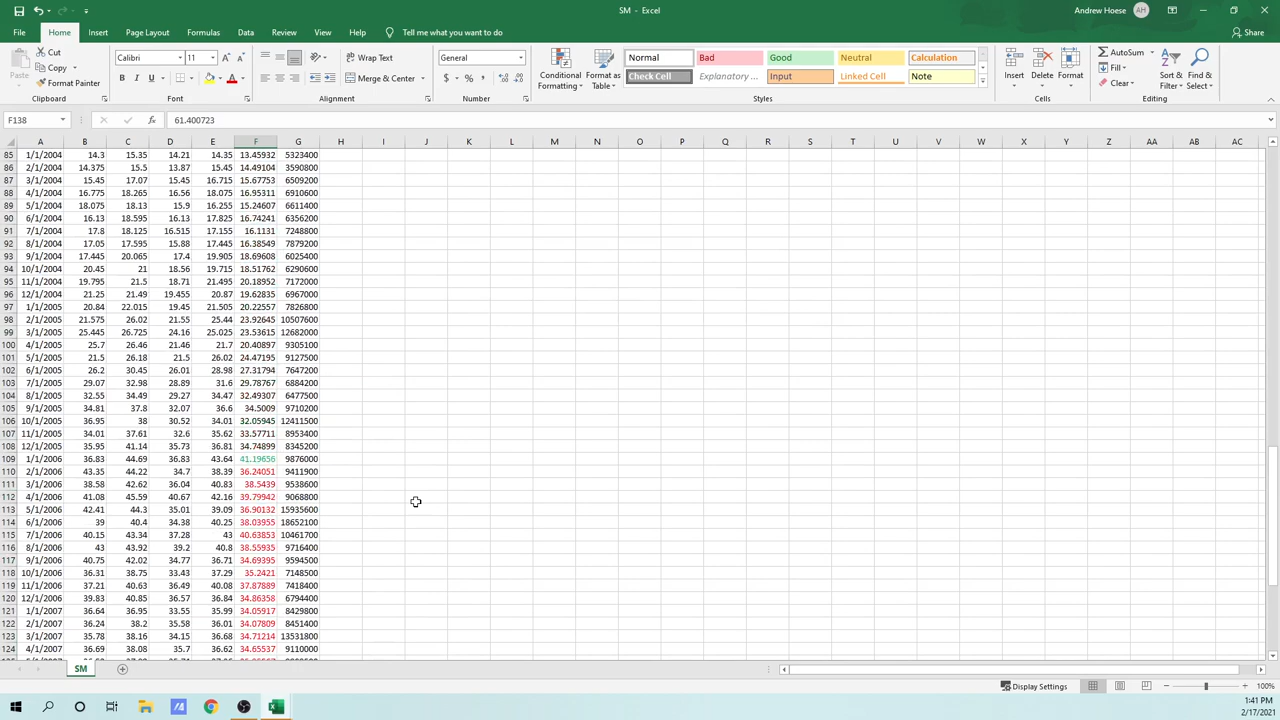 SM - Excel
Andrew Hoese AH
File Home Insert Page Layout Formulas Data Review View Help Tell me what you want to do Share
Paste Cut Copy Format Painter Clipboard
Calibri 11 A A B I U A Font
Wrap Text Merge & Center Alignment
General $ % , Number
Conditional Formatting Format as Table
Normal Bad Good Neutral Calculation
Check Cell Explanatory ... Input Linked Cell Note
Styles
Insert Delete Format Cells
AutoSum Fill Clear Sort & Filter Find & Select Editing
F138 fx 61.400723
A B C D E F G H I J K L M N O P Q R S T U V W X Y Z AA AB AC
85 1/1/2004 14.3 15.35 14.21 14.35 13.45932 5323400
86 2/1/2004 14.375 15.5 13.87 15.45 14.49104 3590800
87 3/1/2004 15.45 17.07 15.45 16.715 15.67753 6509200
88 4/1/2004 16.775 18.265 16.56 18.075 16.95311 6910600
89 5/1/2004 18.075 18.13 15.9 16.255 15.24607 6611400
90 6/1/2004 16.13 18.595 16.13 17.825 16.74241 6356200
91 7/1/2004 17.8 18.125 16.515 17.155 16.1131 7248800
92 8/1/2004 17.05 17.595 15.88 17.445 16.38549 7879200
93 9/1/2004 17.445 20.065 17.4 19.905 18.69608 6025400
94 10/1/2004 20.45 21 18.56 19.715 18.51762 6290600
95 11/1/2004 19.795 21.5 18.71 21.495 20.18952 7172000
96 12/1/2004 21.25 21.49 19.455 20.87 19.62835 6967000
97 1/1/2005 20.84 22.015 19.45 21.505 20.22557 7826800
98 2/1/2005 21.575 26.02 21.55 25.44 23.92645 10507600
99 3/1/2005 25.445 26.725 24.16 25.025 23.53615 12682000
100 4/1/2005 25.7 26.46 21.46 21.7 20.40897 9305100
101 5/1/2005 21.5 26.18 21.5 26.02 24.47195 9127500
102 6/1/2005 26.2 30.45 26.01 28.98 27.31794 7647200
103 7/1/2005 29.07 32.98 28.89 31.6 29.78767 6884200
104 8/1/2005 32.55 34.49 29.27 34.47 32.49307 6477500
105 9/1/2005 34.81 37.8 32.07 36.6 34.5009 9710200
106 10/1/2005 36.95 38 30.52 34.01 32.05945 12411500
107 11/1/2005 34.01 37.61 32.6 35.62 33.57711 8953400
108 12/1/2005 35.95 41.14 35.73 36.81 34.74899 8345200
109 1/1/2006 36.83 44.69 36.83 43.64 41.19656 9876000
110 2/1/2006 43.35 44.22 34.7 38.39 36.24051 9411900
111 3/1/2006 38.58 42.62 36.04 40.83 38.5439 9538600
112 4/1/2006 41.08 45.59 40.67 42.16 39.79942 9068800
113 5/1/2006 42.41 44.3 35.01 39.09 36.90132 15935600
114 6/1/2006 39 40.4 34.38 40.25 38.03955 18652100
115 7/1/2006 40.15 43.34 37.28 43 40.63853 10461700
116 8/1/2006 43 43.92 39.2 40.8 38.55935 9716400
117 9/1/2006 40.75 42.02 34.77 36.71 34.69395 9594500
118 10/1/2006 36.31 38.75 33.43 37.29 35.2421 7148500
119 11/1/2006 37.21 40.63 36.49 40.08 37.87889 7418400
120 12/1/2006 39.83 40.85 36.57 36.84 34.86358 6794400
121 1/1/2007 36.64 36.95 33.55 35.99 34.05917 8429800
122 2/1/2007 36.24 38.2 35.58 36.01 34.07809 8451400
123 3/1/2007 35.78 38.16 34.15 36.68 34.71214 13531800
124 4/1/2007 36.69 38.08 35.7 36.62 34.65537 9110000
SM
Display Settings 100%
1:41 PM
2/17/2021